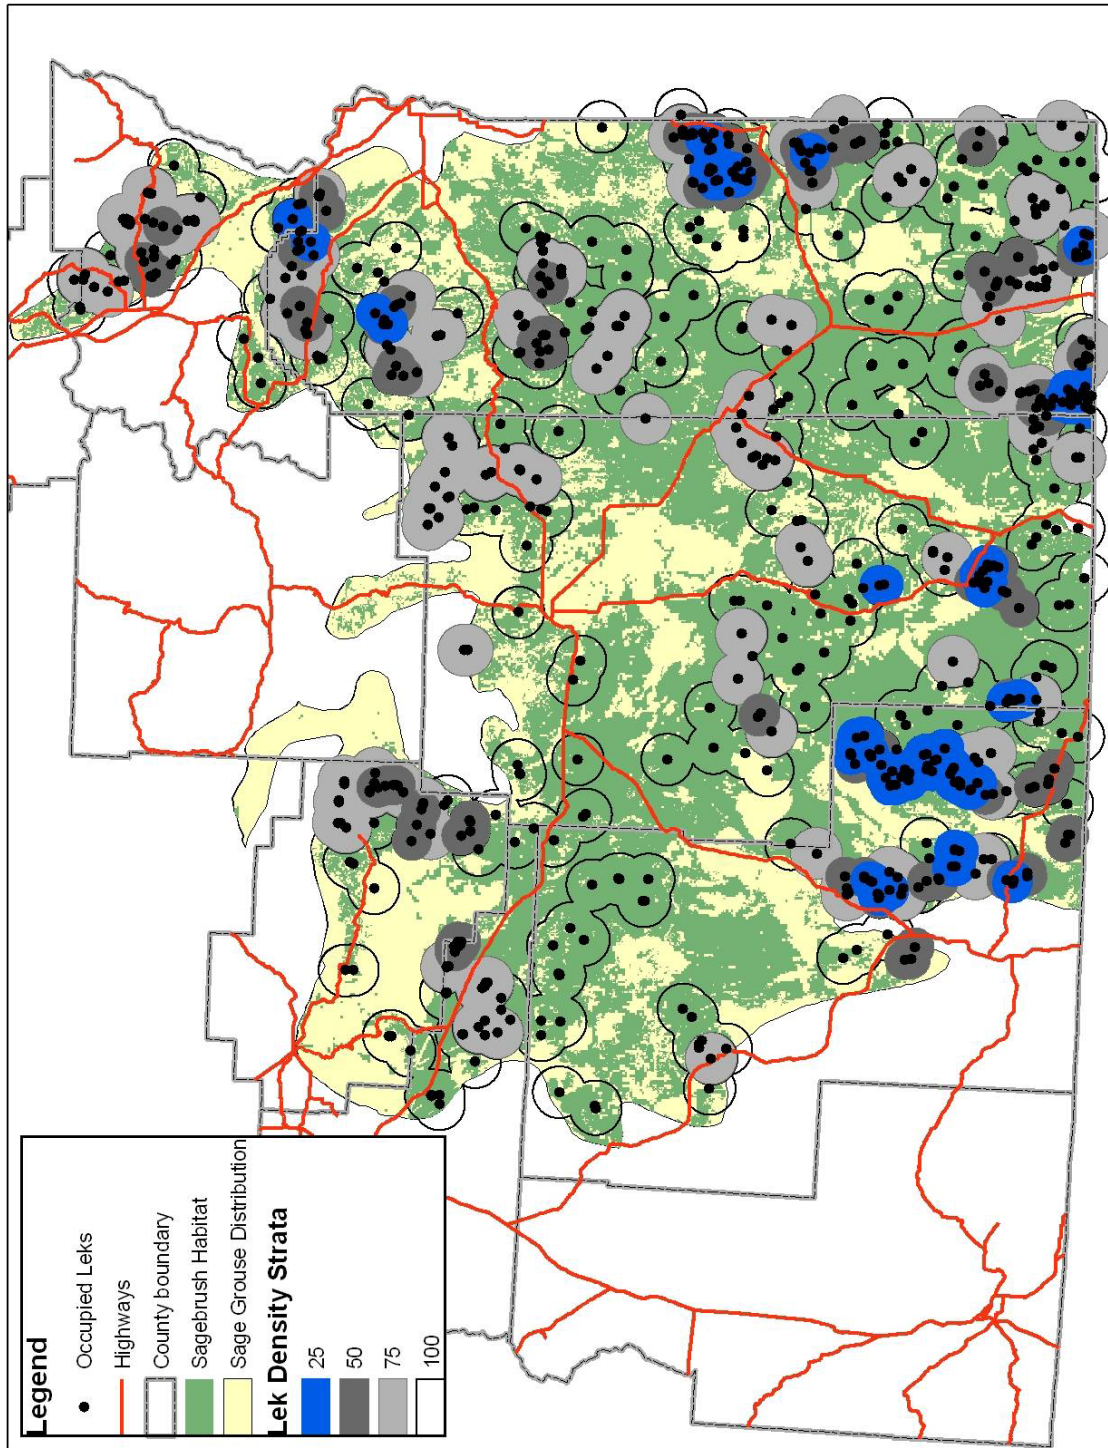 Legend
Occupied Leks
Highways
County boundary
Sagebrush Habitat
Sage Grouse Distribution
Lek Density Strata
25
50
75
100